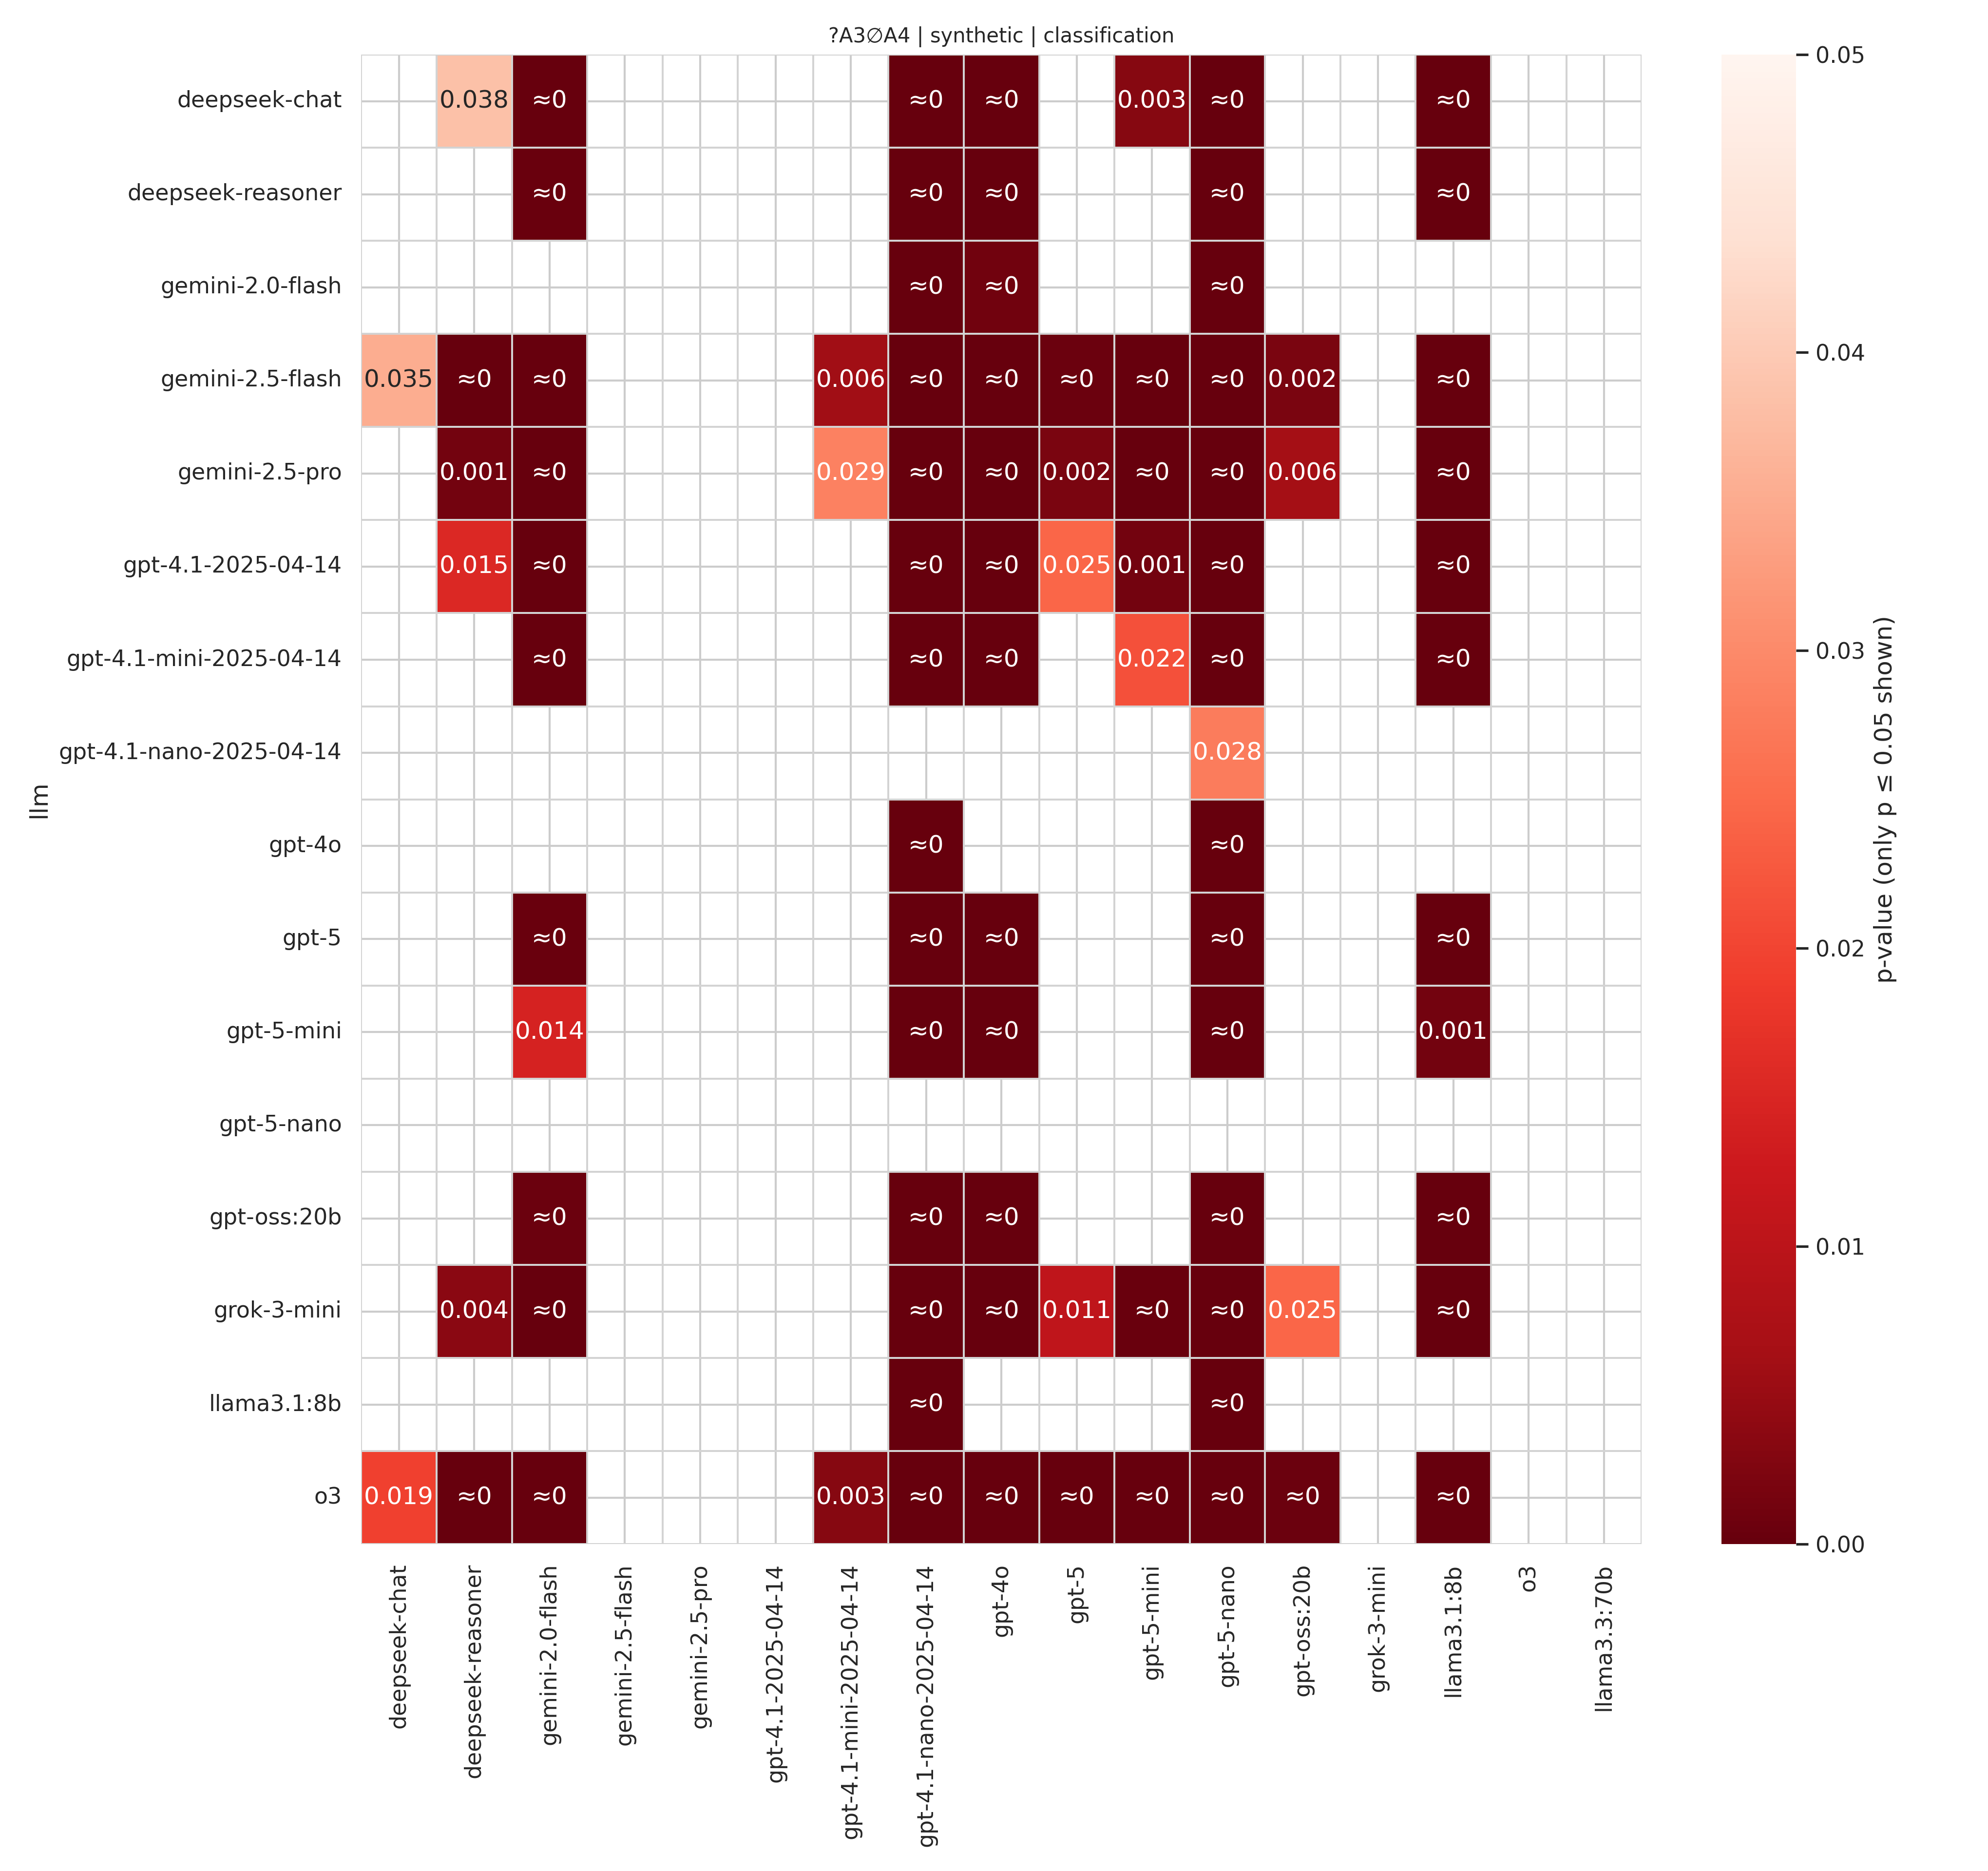 ?A3∅A4 | synthetic | classification
deepseek-chat 0.038 ≈0 ≈0 ≈0 0.003 ≈0 ≈0
deepseek-reasoner ≈0 ≈0 ≈0 ≈0 ≈0
gemini-2.0-flash ≈0 ≈0 ≈0
gemini-2.5-flash 0.035 ≈0 ≈0 0.006 ≈0 ≈0 ≈0 ≈0 ≈0 0.002 ≈0
gemini-2.5-pro 0.001 ≈0 0.029 ≈0 ≈0 0.002 ≈0 ≈0 0.006 ≈0
gpt-4.1-2025-04-14 0.015 ≈0 ≈0 ≈0 0.025 0.001 ≈0 ≈0
gpt-4.1-mini-2025-04-14 ≈0 ≈0 ≈0 0.022 ≈0 ≈0
gpt-4.1-nano-2025-04-14 0.028
gpt-4o ≈0 ≈0
gpt-5 ≈0 ≈0 ≈0 ≈0 ≈0
gpt-5-mini 0.014 ≈0 ≈0 ≈0 0.001
gpt-5-nano
gpt-oss:20b ≈0 ≈0 ≈0 ≈0 ≈0
grok-3-mini 0.004 ≈0 ≈0 ≈0 0.011 ≈0 ≈0 0.025 ≈0
llama3.1:8b ≈0 ≈0
o3 0.019 ≈0 ≈0 0.003 ≈0 ≈0 ≈0 ≈0 ≈0 ≈0 ≈0
llm
deepseek-chat
deepseek-reasoner
gemini-2.0-flash
gemini-2.5-flash
gemini-2.5-pro
gpt-4.1-2025-04-14
gpt-4.1-mini-2025-04-14
gpt-4.1-nano-2025-04-14
gpt-4o
gpt-5
gpt-5-mini
gpt-5-nano
gpt-oss:20b
grok-3-mini
llama3.1:8b
o3
llama3.3:70b
0.05
0.04
0.03
0.02
0.01
0.00
p-value (only p ≤ 0.05 shown)